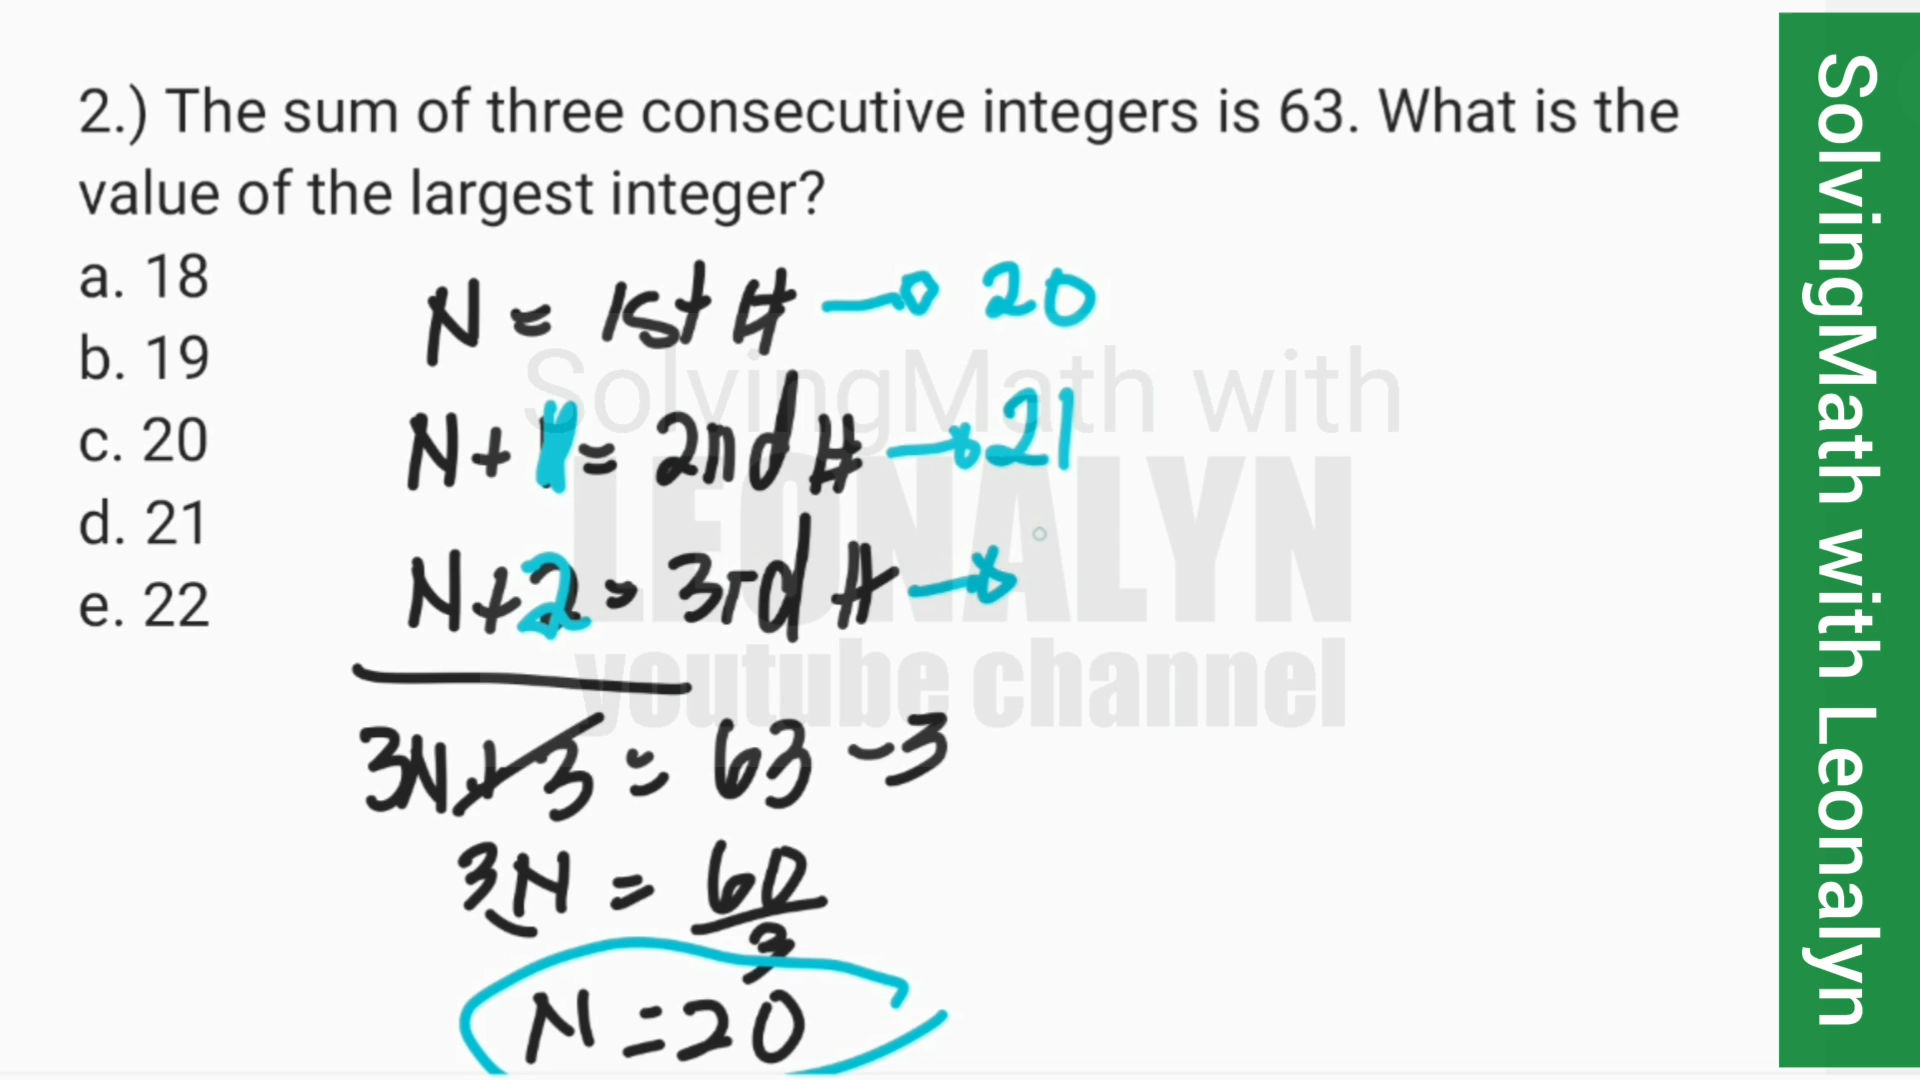 2.) The sum of three consecutive integers is 63. What is the
value of the largest integer?
a. 18
b. 19
c. 20
d. 21
e. 22
N = 1st # → 20
N + 1 = 2nd # → 21
N + 2 = 3rd # →
3N + 3 = 63 - 3
3N = 60
3
N = 20
SolvingMath with
LEONALYN
youtube channel
SolvingMath with Leonalyn